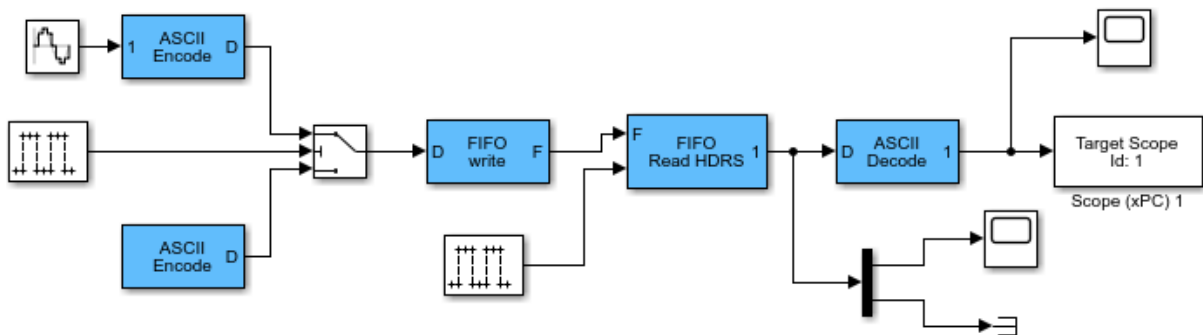 1
ASCII
Encode
D
D
FIFO
write
F
F
FIFO
Read HDRS
1
D
ASCII
Decode
1
Target Scope
Id: 1
Scope (xPC) 1
ASCII
Encode
D